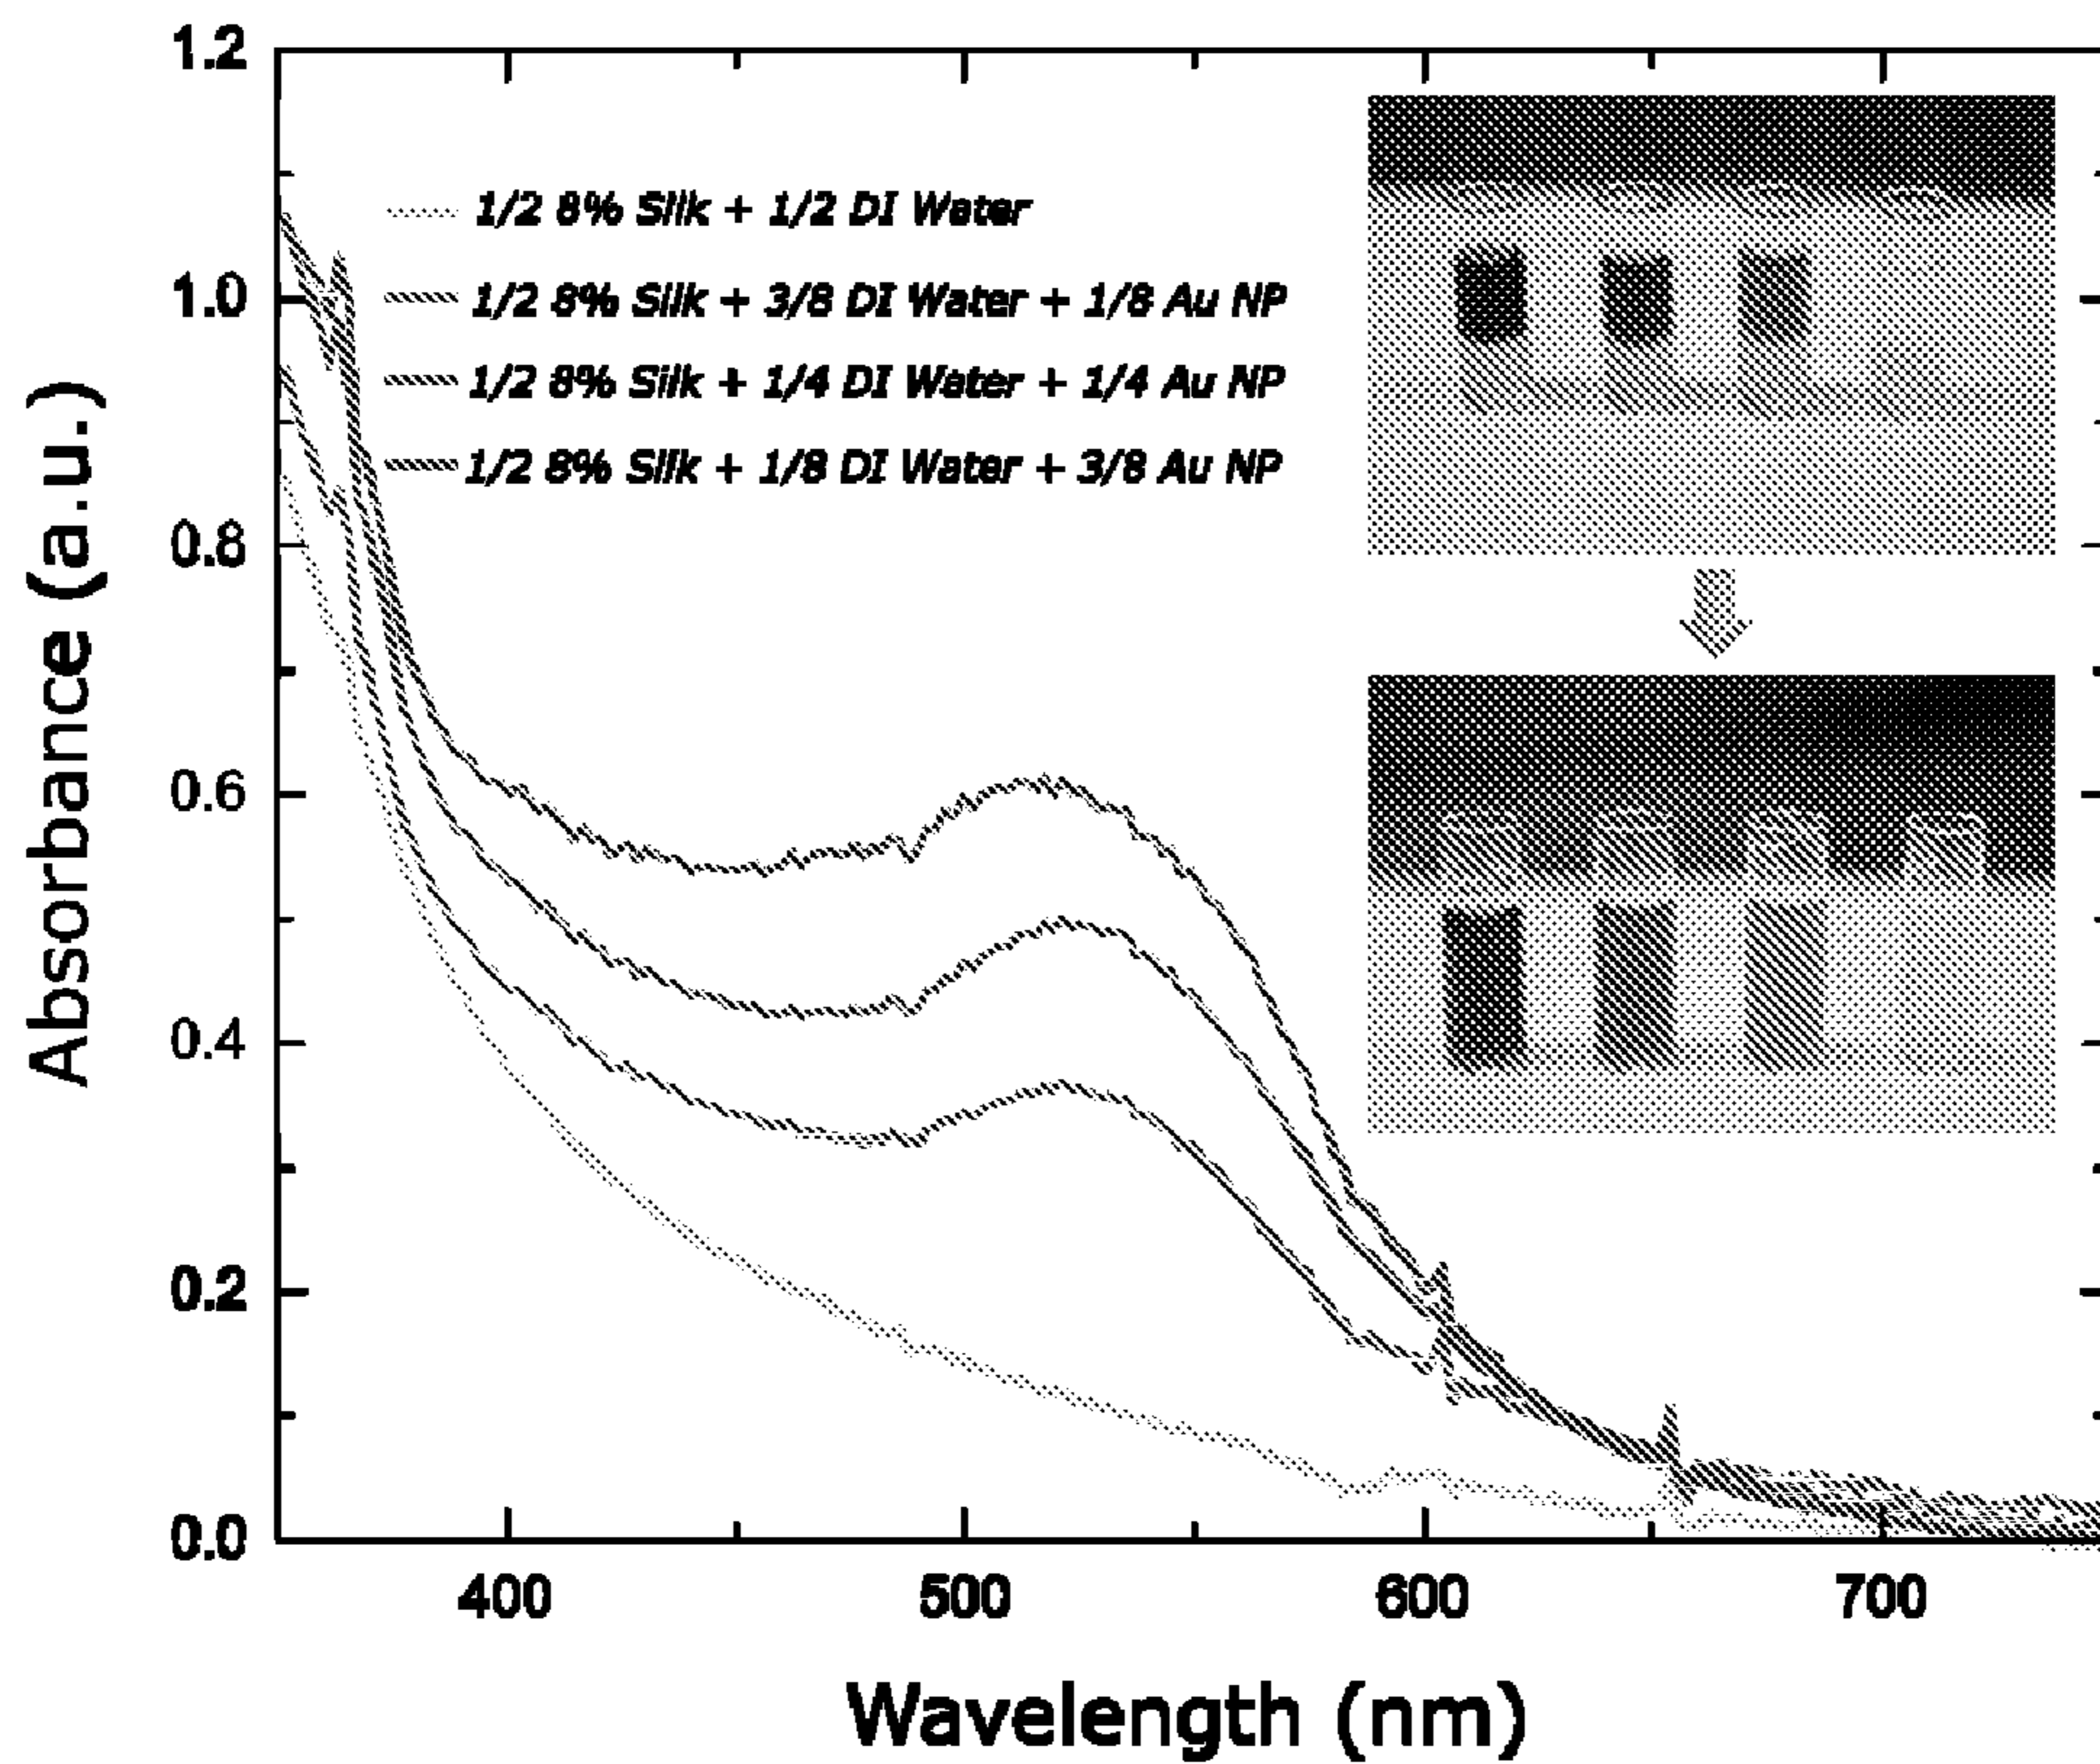 1.2
1.0
0.8
0.6
0.4
0.2
0.0
Absorbance (a.u.)
1/2 8% Silk + 1/2 DI Water
1/2 8% Silk + 3/8 DI Water + 1/8 Au NP
1/2 8% Silk + 1/4 DI Water + 1/4 Au NP
1/2 8% Silk + 1/8 DI Water + 3/8 Au NP
400 500 600 700
Wavelength (nm)